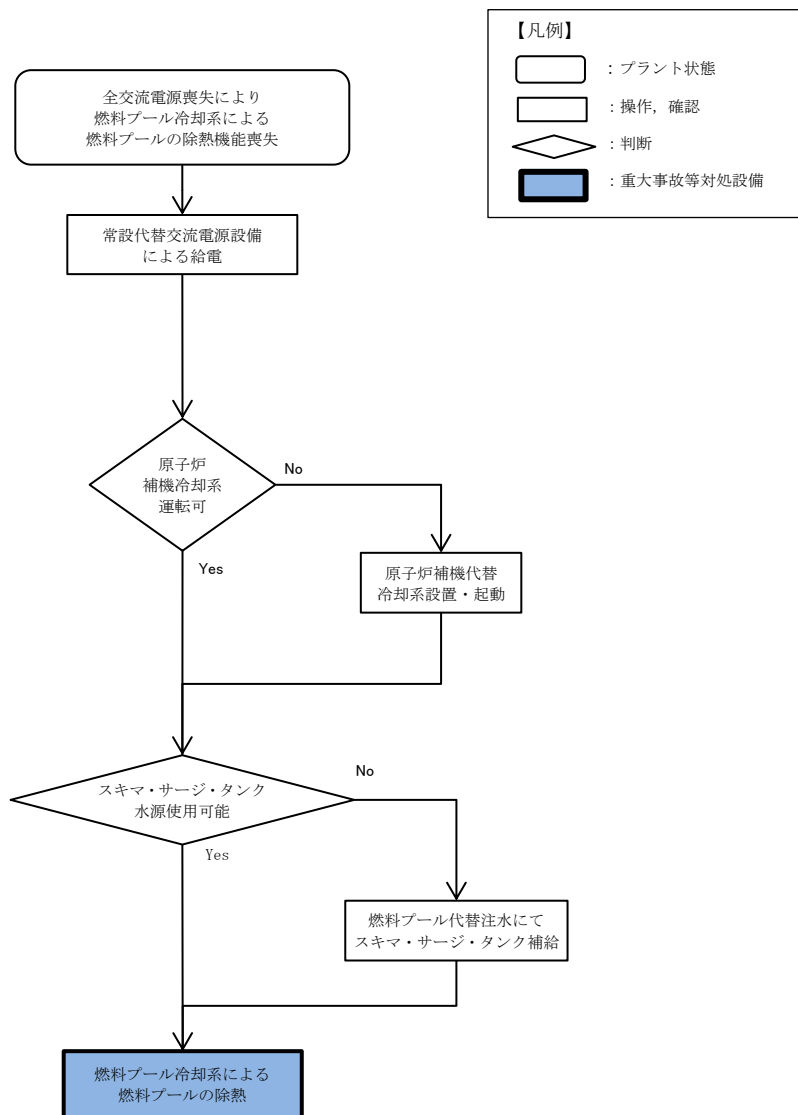 【凡例】
：プラント状態
：操作，確認
：判断
：重大事故等対処設備
全交流電源喪失により
燃料プール冷却系による
燃料プールの除熱機能喪失
常設代替交流電源設備
による給電
原子炉
補機冷却系
運転可
No
Yes
原子炉補機代替
冷却系設置・起動
スキマ・サージ・タンク
水源使用可能
No
Yes
燃料プール代替注水にて
スキマ・サージ・タンク補給
燃料プール冷却系による
燃料プールの除熱